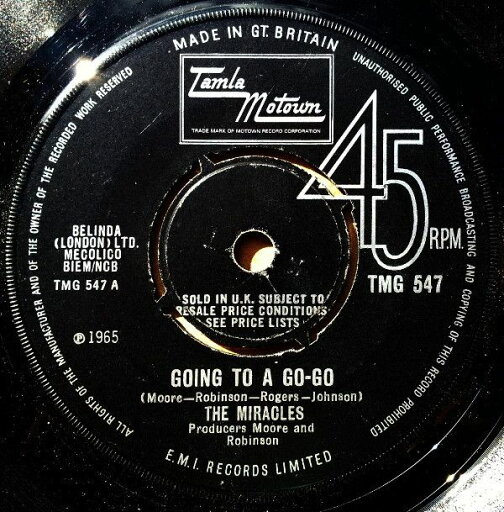 MADE IN GT. BRITAIN
Tamla
Motown
TRADE MARK OF MOTOWN RECORD CORPORATION
UNAUTHORISED PUBLIC PERFORMANCE BROADCASTING AND COPYING OF THIS RECORD PROHIBITED
ALL RIGHTS OF THE MANUFACTURER AND OF THE OWNER OF THE RECORDED WORK RESERVED
45
R.P.M.
BELINDA
(LONDON) LTD.
MECOLICO
BIEM/NCB
TMG 547 A
TMG 547
SOLD IN U.K. SUBJECT TO
RESALE PRICE CONDITIONS
SEE PRICE LISTS
℗ 1965
GOING TO A GO-GO
(Moore—Robinson—Rogers—Johnson)
THE MIRACLES
Producers Moore and
Robinson
E.M.I. RECORDS LIMITED